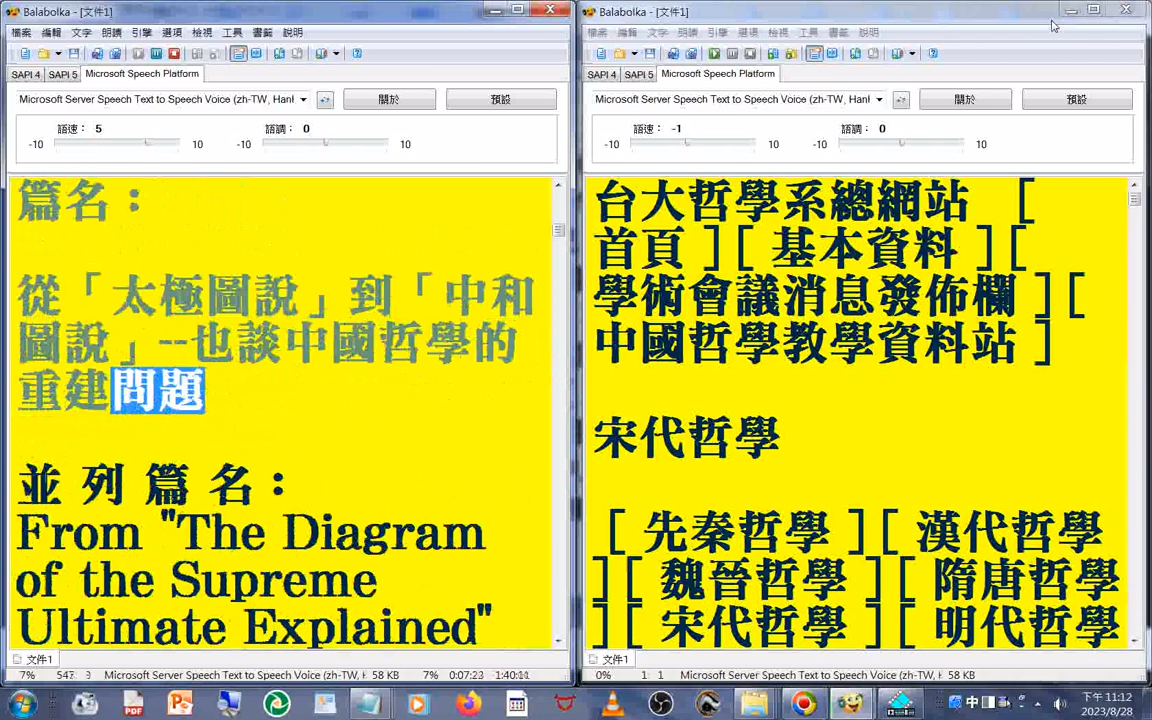 Balabolka - [文件1]
檔案 編輯 文字 朗讀 引擎 選項 檢視 工具 書籤 說明
SAPI 4 SAPI 5 Microsoft Speech Platform
Microsoft Server Speech Text to Speech Voice (zh-TW, Hanl
關於
預設
語速： 5
語調： 0
-10 10 -10 10
篇名：
從「太極圖說」到「中和
圖說」--也談中國哲學的
重建問題
並 列 篇 名：
From "The Diagram
of the Supreme
Ultimate Explained"
文件1
7% 547 Microsoft Server Speech Text to Speech Voice (zh-TW, H 58 KB 7% 0:07:23 -1:40:11
Balabolka - [文件1]
檔案 編輯 文字 朗讀 引擎 選項 檢視 工具 書籤 說明
SAPI 4 SAPI 5 Microsoft Speech Platform
Microsoft Server Speech Text to Speech Voice (zh-TW, Hanl
關於
預設
語速： -1
語調： 0
-10 10 -10 10
台大哲學系總網站 [
首頁 ][ 基本資料 ][
學術會議消息發佈欄 ][
中國哲學教學資料站 ]
宋代哲學
[ 先秦哲學 ][ 漢代哲學
][ 魏晉哲學 ][ 隋唐哲學
][ 宋代哲學 ][ 明代哲學
文件1
0% 1: 1 Microsoft Server Speech Text to Speech Voice (zh-TW, H 58 KB
PDF
中
下午 11:12
2023/8/28